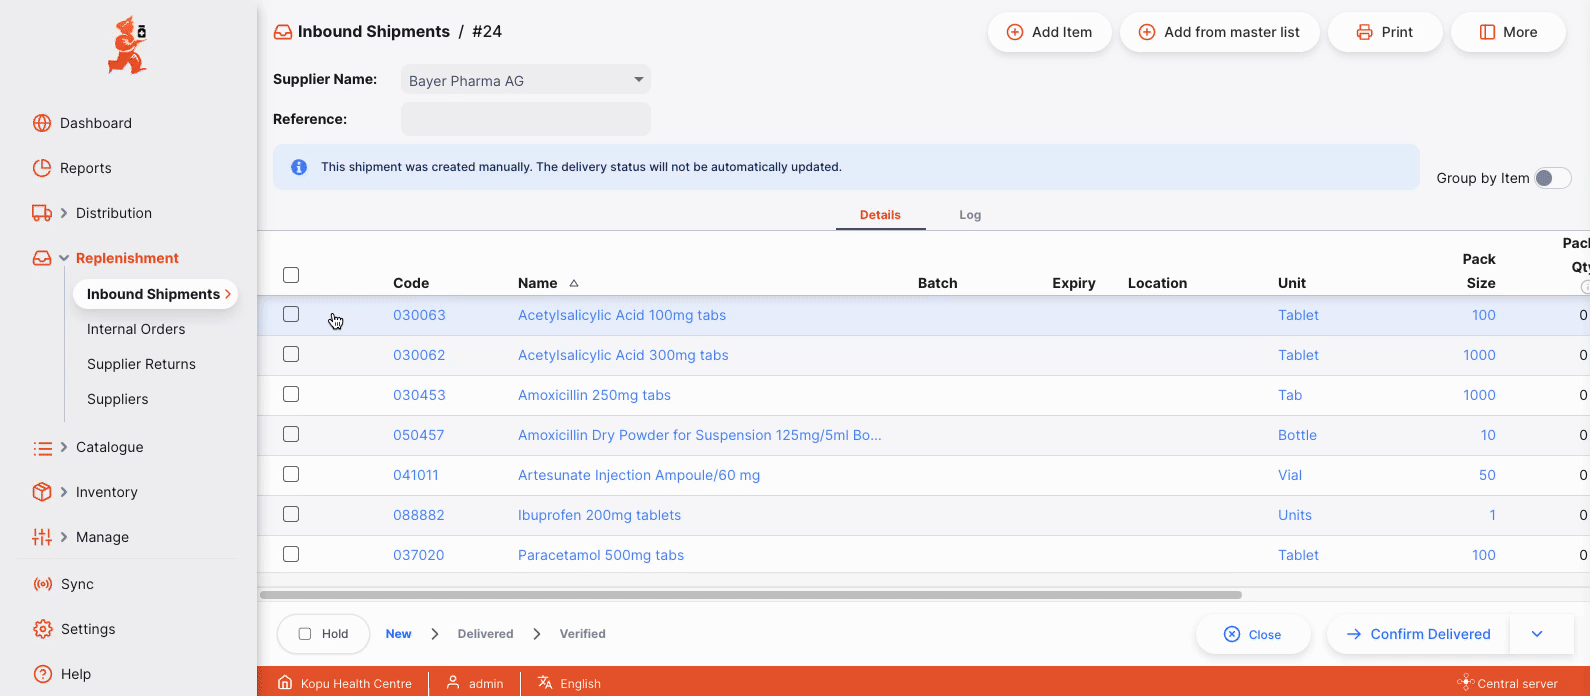 Inbound Shipments / #24
Add Item
Add from master list
Print
More
Supplier Name: Bayer Pharma AG
Reference:
This shipment was created manually. The delivery status will not be automatically updated.
Group by Item
Dashboard
Reports
Distribution
Replenishment
Inbound Shipments
Internal Orders
Supplier Returns
Suppliers
Catalogue
Inventory
Manage
Sync
Settings
Help
Details Log
Code Name Batch Expiry Location Unit Pack Size
030063 Acetylsalicylic Acid 100mg tabs Tablet 100 0
030062 Acetylsalicylic Acid 300mg tabs Tablet 1000 0
030453 Amoxicillin 250mg tabs Tab 1000 0
050457 Amoxicillin Dry Powder for Suspension 125mg/5ml Bo... Bottle 10 0
041011 Artesunate Injection Ampoule/60 mg Vial 50 0
088882 Ibuprofen 200mg tablets Units 1 0
037020 Paracetamol 500mg tabs Tablet 100 0
Hold New Delivered Verified
Close Confirm Delivered
Kopu Health Centre admin English Central server